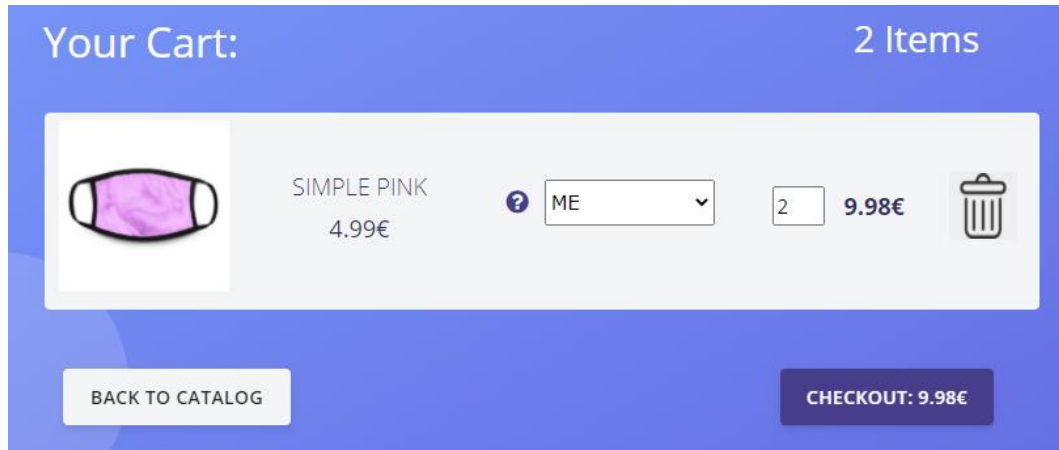 Your Cart:
2 Items
SIMPLE PINK
4.99€
?
ME
2
9.98€
BACK TO CATALOG
CHECKOUT: 9.98€